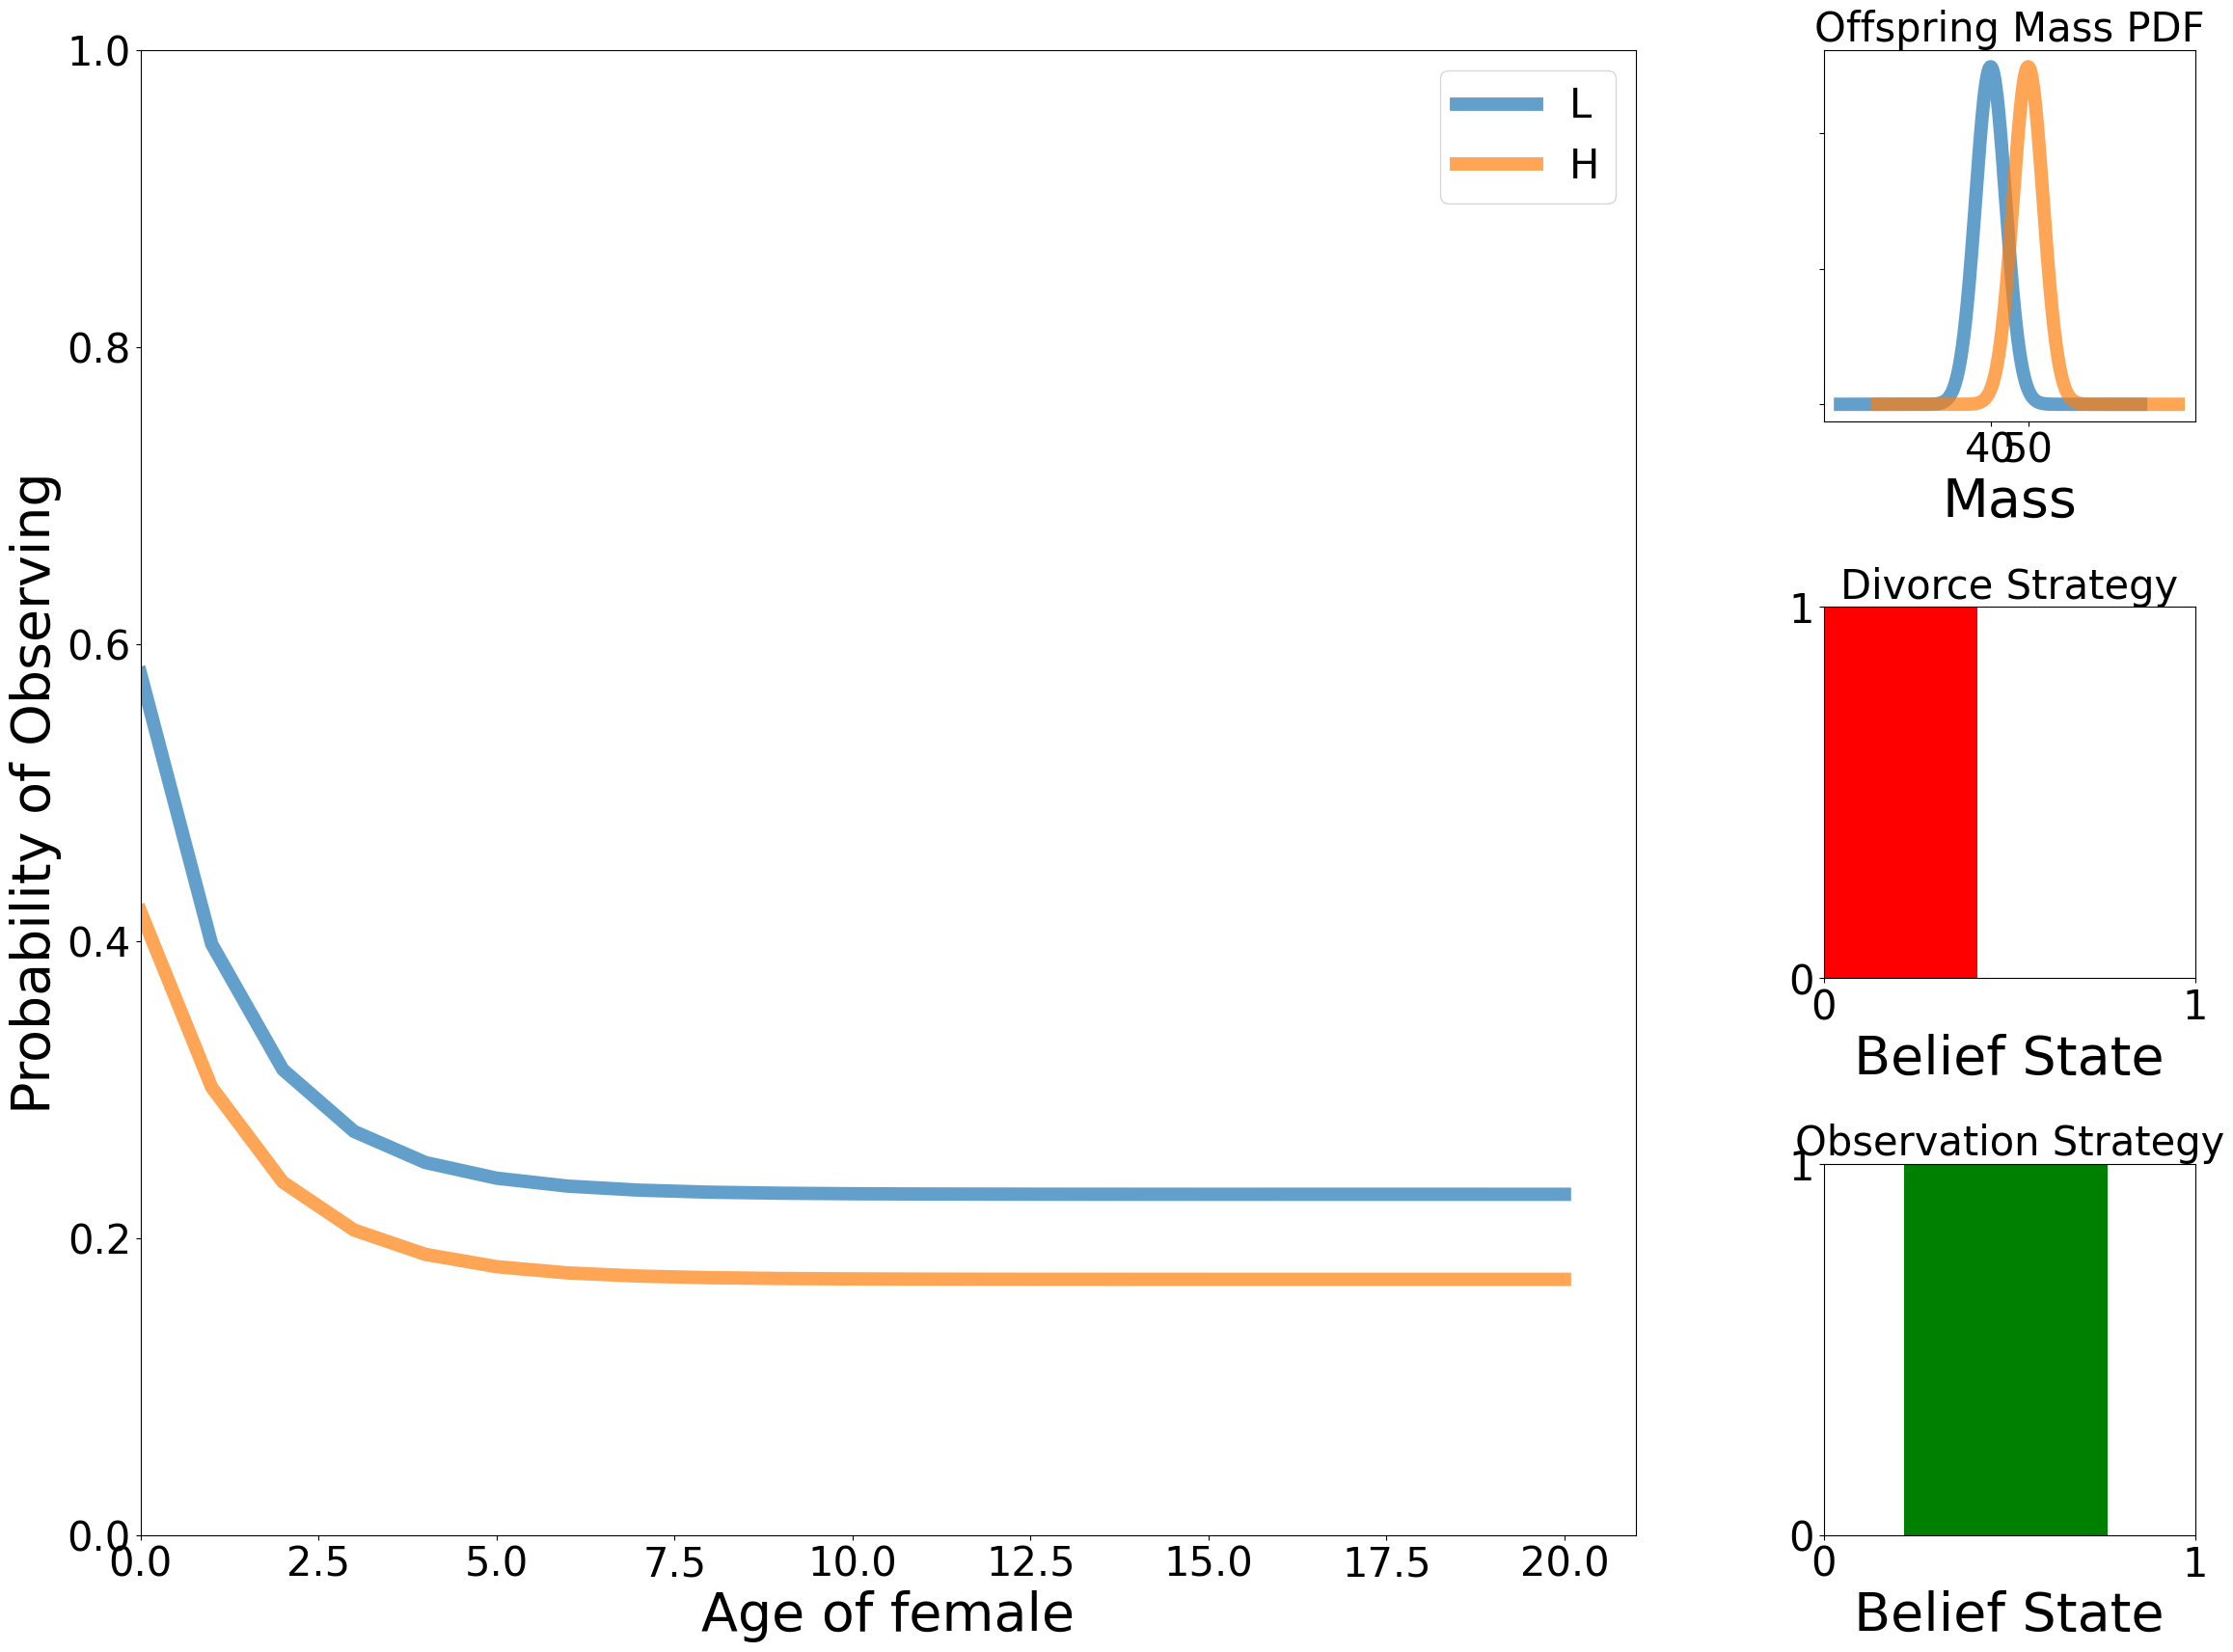 Probability of Observing
1.0
0.8
0.6
0.4
0.2
0.0
0.0 2.5 5.0 7.5 10.0 12.5 15.0 17.5 20.0
Age of female
L
H
Offspring Mass PDF
40 50
Mass
Divorce Strategy
1
0
0 1
Belief State
Observation Strategy
1
0
0 1
Belief State